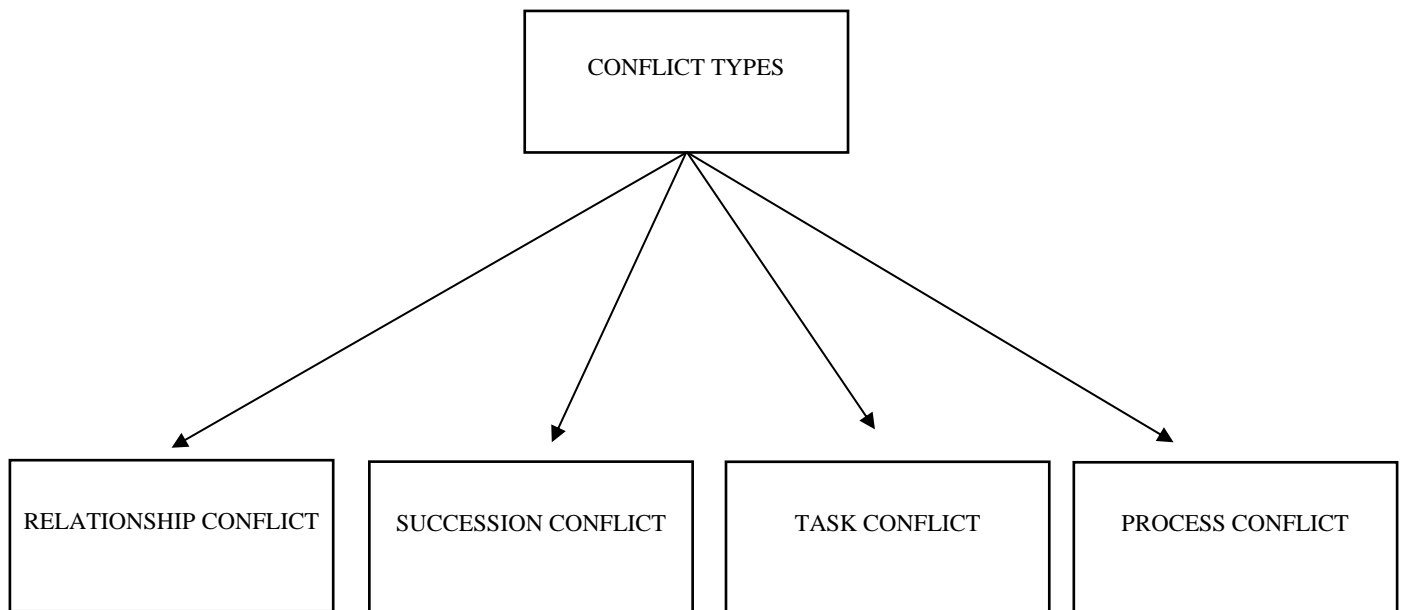 CONFLICT TYPES
RELATIONSHIP CONFLICT
SUCCESSION CONFLICT
TASK CONFLICT
PROCESS CONFLICT